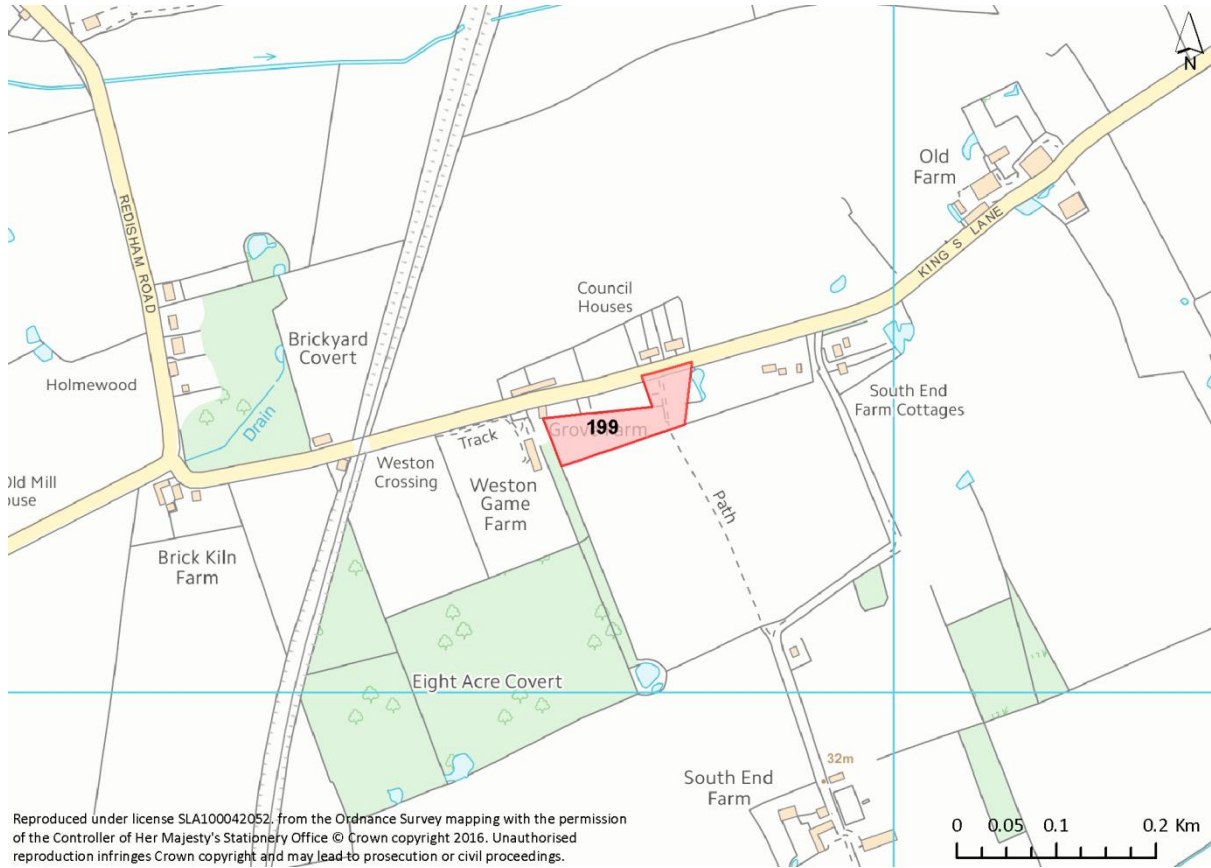 N
REDISHAM ROAD
Old
Farm
KING S LANE
Council
Houses
Brickyard
Covert
Holmewood
Drain
199
Grove Farm
South End
Farm Cottages
Track
Weston
Crossing
Weston
Game
Farm
Old Mill
ouse
Path
Brick Kiln
Farm
Eight Acre Covert
32m
South End
Farm
Reproduced under license SLA100042052. from the Ordnance Survey mapping with the permission
of the Controller of Her Majesty's Stationery Office © Crown copyright 2016. Unauthorised
reproduction infringes Crown copyright and may lead to prosecution or civil proceedings.
0 0.05 0.1 0.2 Km